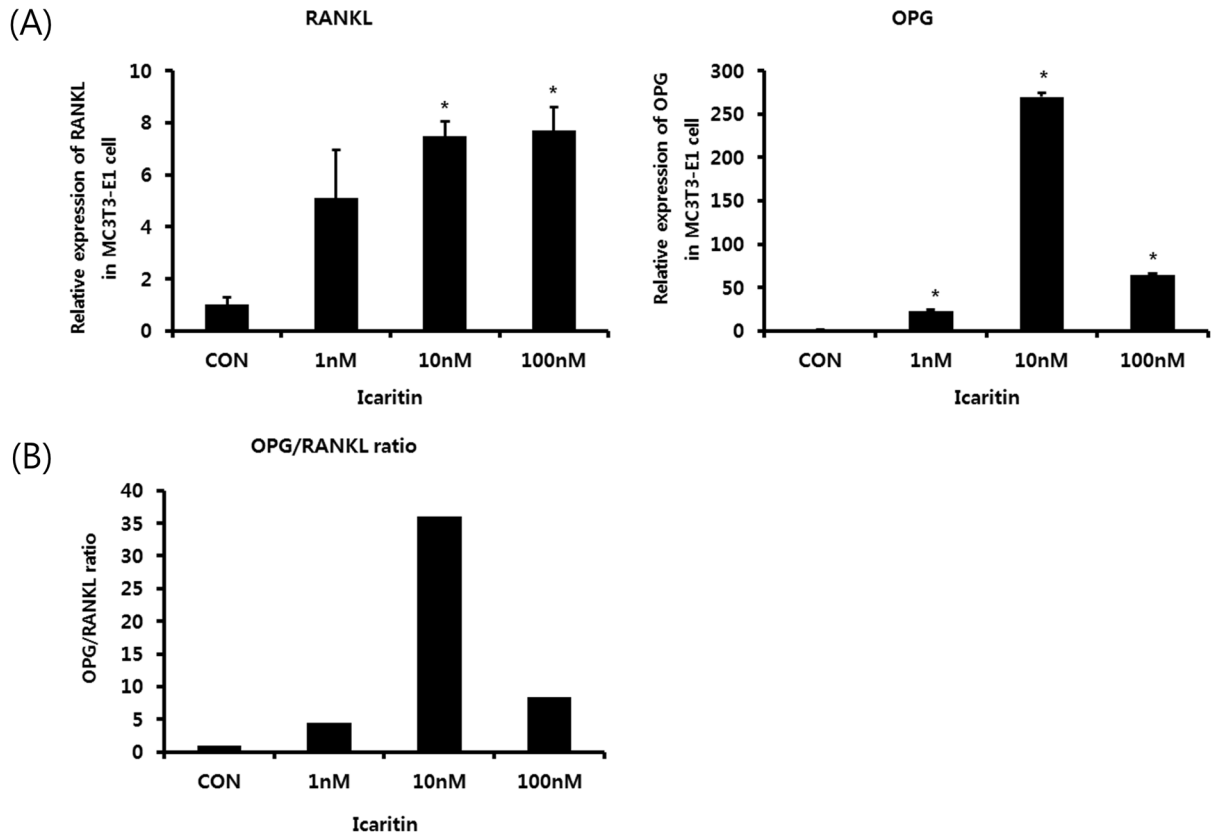 (A)
RANKL
Relative expression of RANKL
in MC3T3-E1 cell
10
8
6
4
2
0
*
*
CON 1nM 10nM 100nM
Icaritin
OPG
Relative expression of OPG
in MC3T3-E1 cell
300
250
200
150
100
50
0
*
*
*
CON 1nM 10nM 100nM
Icaritin
(B)
OPG/RANKL ratio
OPG/RANKL ratio
40
35
30
25
20
15
10
5
0
CON 1nM 10nM 100nM
Icaritin